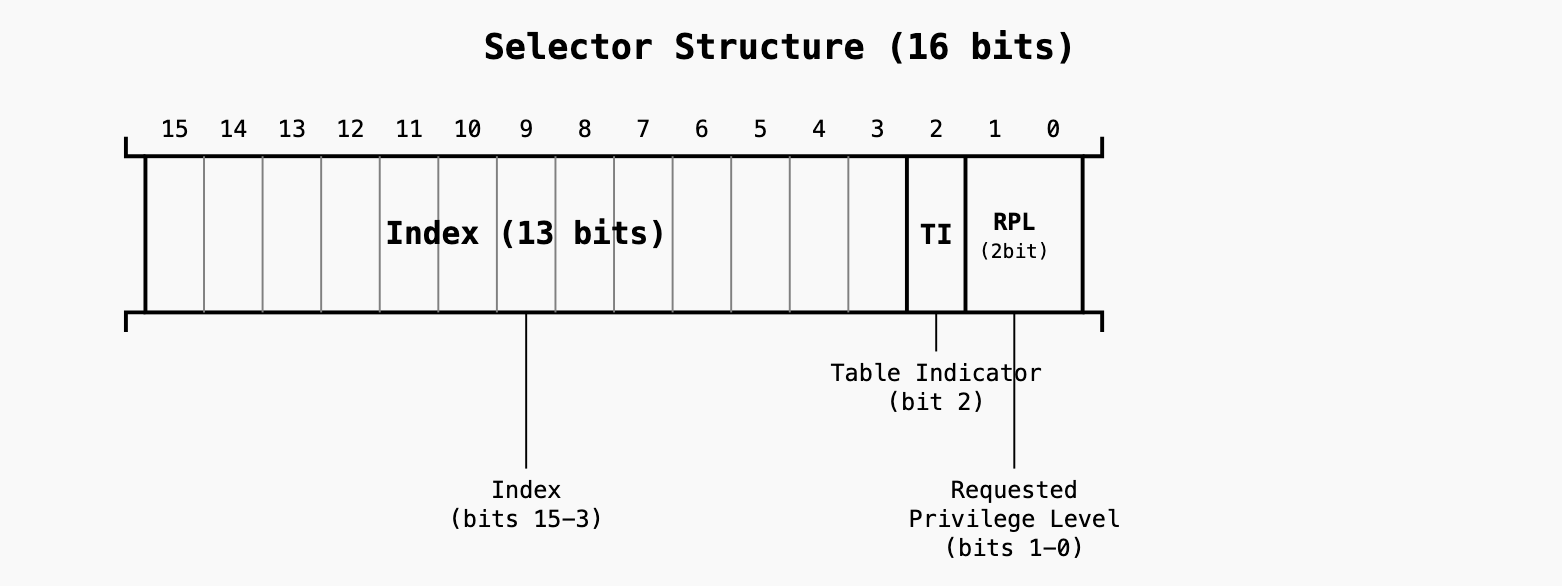 Selector Structure (16 bits)
15 14 13 12 11 10 9 8 7 6 5 4 3 2 1 0
Index (13 bits)
TI
RPL
(2bit)
Table Indicator
(bit 2)
Index
(bits 15−3)
Requested
Privilege Level
(bits 1−0)